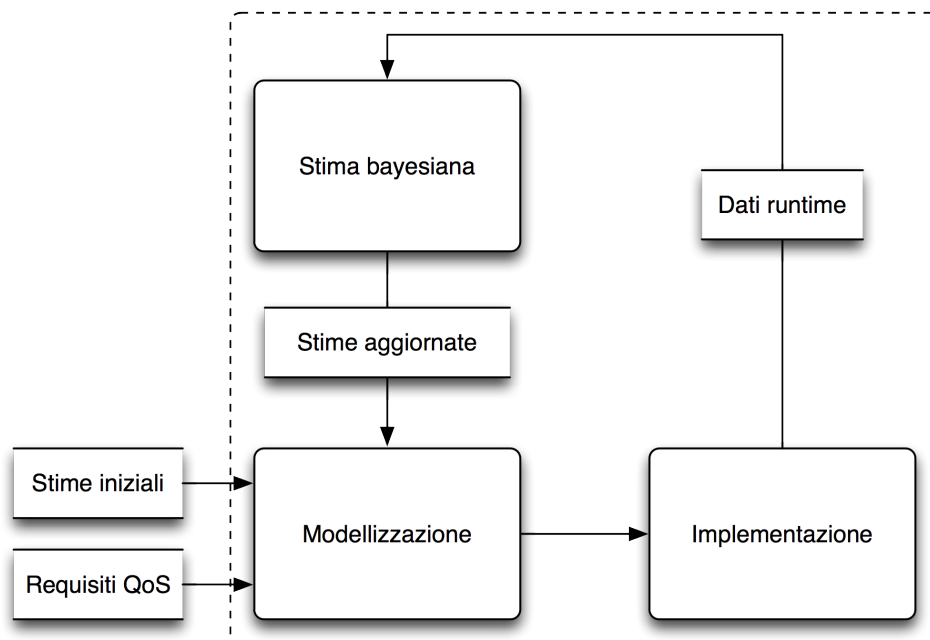 Stima bayesiana
Dati runtime
Stime aggiornate
Stime iniziali
Modellizzazione
Implementazione
Requisiti QoS